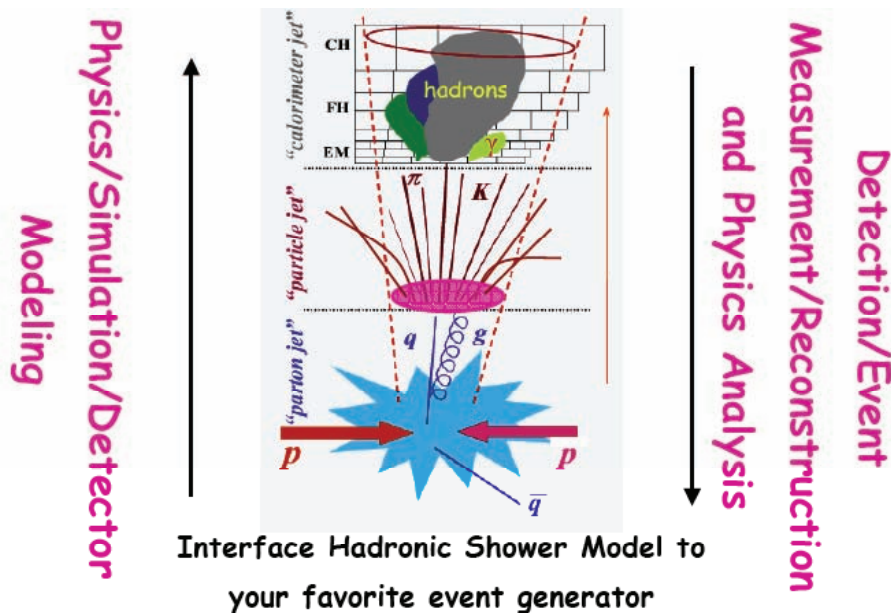 Physics/Simulation/Detector
Modeling
“calorimeter jet”
CH
FH
EM
hadrons
γ
“particle jet”
π
K
“parton jet”
q
g
p
p
q̅
Detection/Event
Measurement/Reconstruction
and Physics Analysis
Interface Hadronic Shower Model to
your favorite event generator